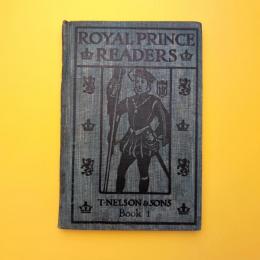 ROYAL PRINCE
READERS
T·NELSON & SONS
Book 1